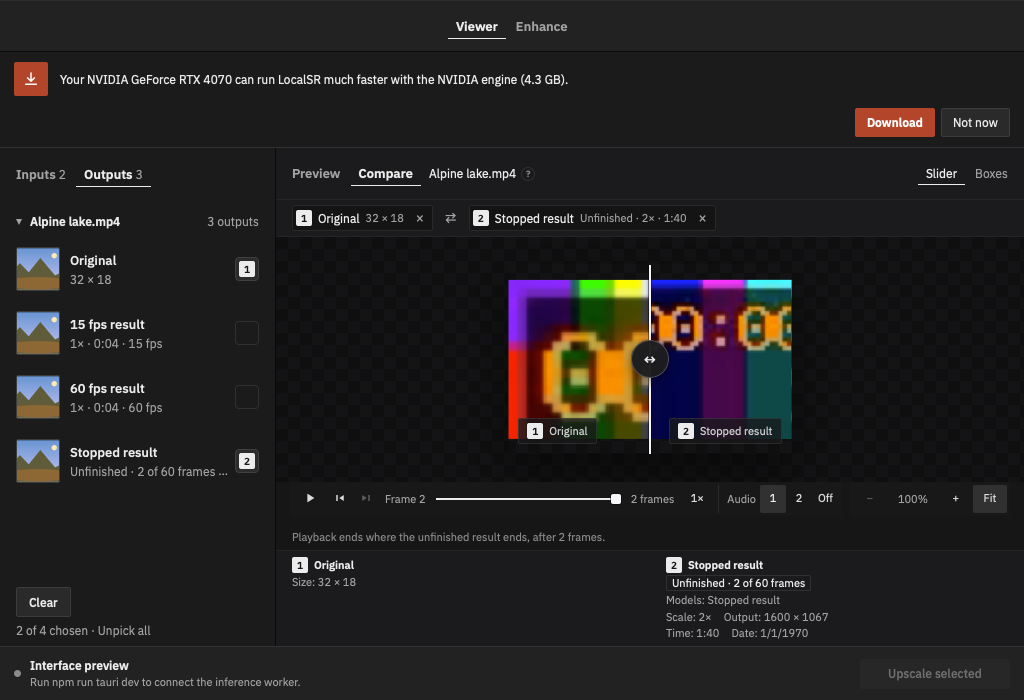 Viewer Enhance
Your NVIDIA GeForce RTX 4070 can run LocalSR much faster with the NVIDIA engine (4.3 GB).
Download Not now
Inputs 2 Outputs 3
Preview Compare Alpine lake.mp4 ?
Slider Boxes
1 Original 32 × 18 × ⇄ 2 Stopped result Unfinished · 2× · 1:40 ×
▼ Alpine lake.mp4 3 outputs
Original
32 × 18
1
15 fps result
1× · 0:04 · 15 fps
60 fps result
1× · 0:04 · 60 fps
Stopped result
Unfinished · 2 of 60 frames ...
2
Clear
2 of 4 chosen · Unpick all
1 Original
2 Stopped result
Frame 2 2 frames 1× Audio 1 2 Off − 100% + Fit
Playback ends where the unfinished result ends, after 2 frames.
1 Original
Size: 32 × 18
2 Stopped result
Unfinished · 2 of 60 frames
Models: Stopped result
Scale: 2× Output: 1600 × 1067
Time: 1:40 Date: 1/1/1970
Interface preview
Run npm run tauri dev to connect the inference worker.
Upscale selected